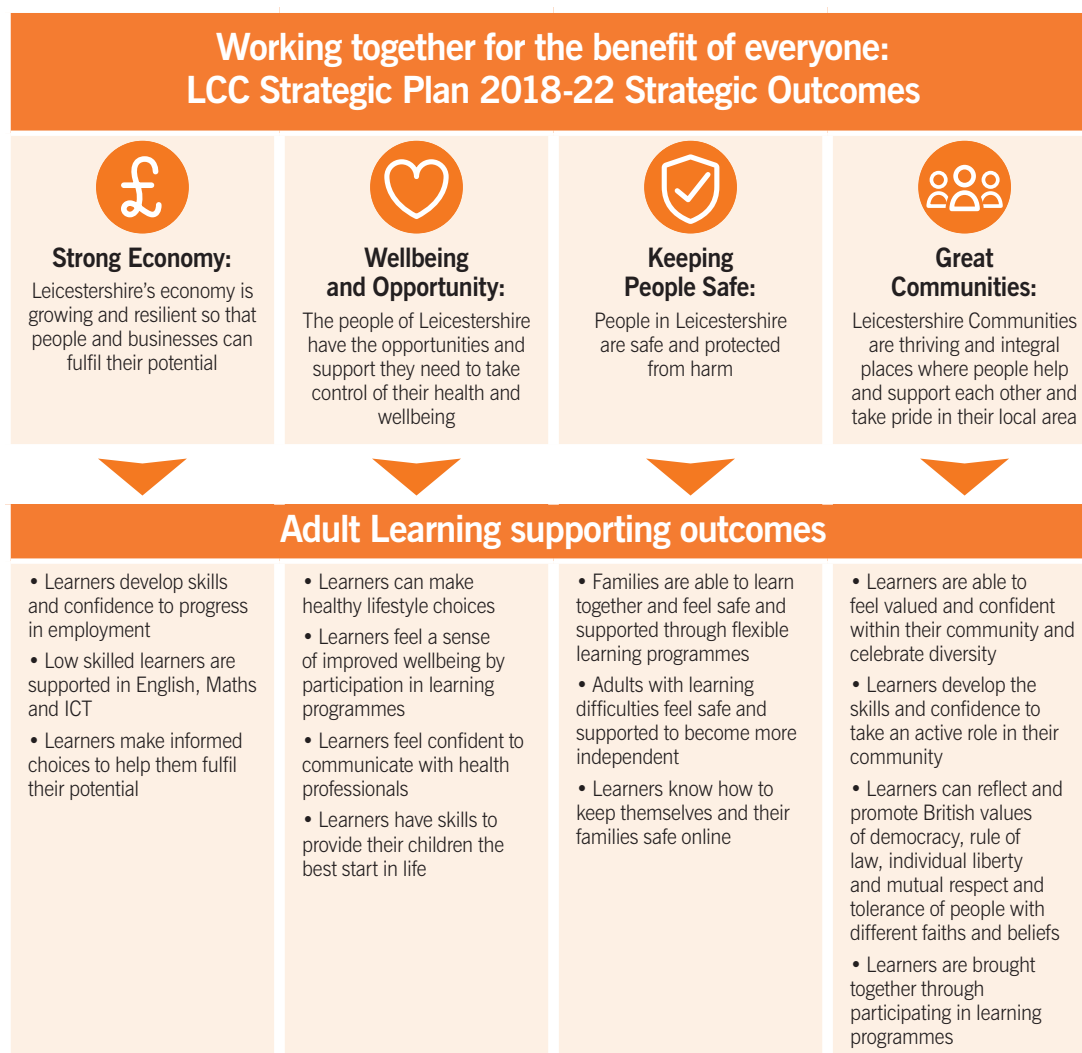 Working together for the benefit of everyone:
LCC Strategic Plan 2018-22 Strategic Outcomes
Strong Economy:
Leicestershire's economy is
growing and resilient so that
people and businesses can
fulfil their potential
Wellbeing
and Opportunity:
The people of Leicestershire
have the opportunities and
support they need to take
control of their health and
wellbeing
Keeping
People Safe:
People in Leicestershire
are safe and protected
from harm
Great
Communities:
Leicestershire Communities
are thriving and integral
places where people help
and support each other and
take pride in their local area
Adult Learning supporting outcomes
• Learners develop skills
and confidence to progress
in employment
• Low skilled learners are
supported in English, Maths
and ICT
• Learners make informed
choices to help them fulfil
their potential
• Learners can make
healthy lifestyle choices
• Learners feel a sense
of improved wellbeing by
participation in learning
programmes
• Learners feel confident to
communicate with health
professionals
• Learners have skills to
provide their children the
best start in life
• Families are able to learn
together and feel safe and
supported through flexible
learning programmes
• Adults with learning
difficulties feel safe and
supported to become more
independent
• Learners know how to
keep themselves and their
families safe online
• Learners are able to
feel valued and confident
within their community and
celebrate diversity
• Learners develop the
skills and confidence to
take an active role in their
community
• Learners can reflect and
promote British values
of democracy, rule of
law, individual liberty
and mutual respect and
tolerance of people with
different faiths and beliefs
• Learners are brought
together through
participating in learning
programmes